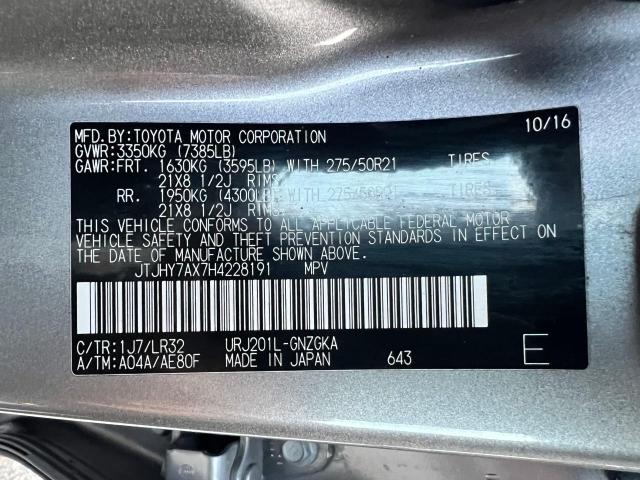 MFD.BY:TOYOTA MOTOR CORPORATION 10/16
GVWR:3350KG (7385LB)
GAWR:FRT. 1630KG (3595LB) WITH 275/50R21 TIRES
21X8 1/2J RIMS
RR. 1950KG (4300LB) WITH 275/50R21 TIRES
21X8 1/2J RIMS
THIS VEHICLE CONFORMS TO ALL APPLICABLE FEDERAL MOTOR
VEHICLE SAFETY AND THEFT PREVENTION STANDARDS IN EFFECT ON
THE DATE OF MANUFACTURE SHOWN ABOVE.
JTJHY7AX7H4228191 MPV
C/TR:1J7/LR32 URJ201L-GNZGKA
A/TM:A04A/AE80F MADE IN JAPAN 643 E